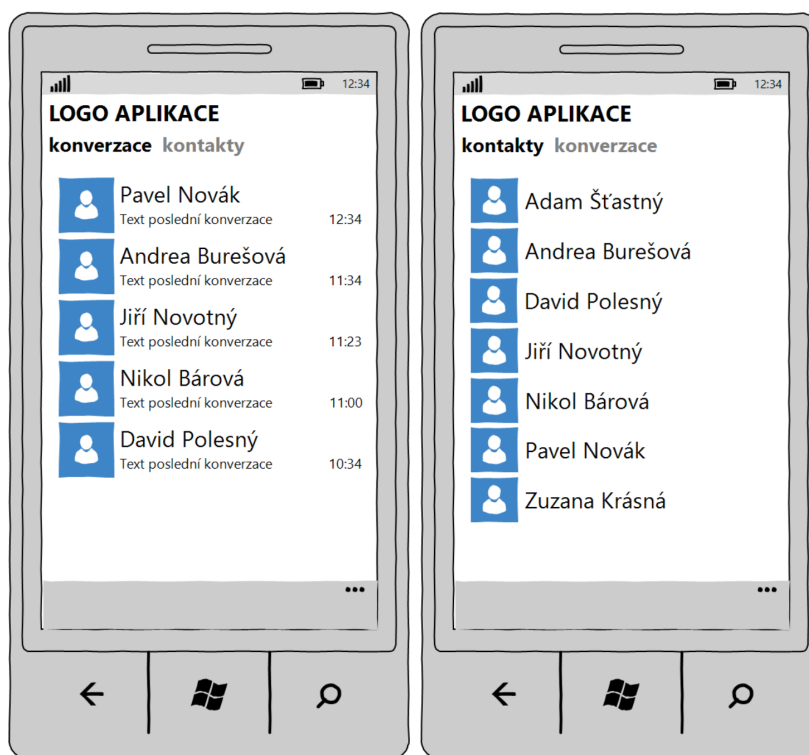 12:34
LOGO APLIKACE
konverzace kontakty
Pavel Novák
Text poslední konverzace 12:34
Andrea Burešová
Text poslední konverzace 11:34
Jiří Novotný
Text poslední konverzace 11:23
Nikol Bárová
Text poslední konverzace 11:00
David Polesný
Text poslední konverzace 10:34
12:34
LOGO APLIKACE
kontakty konverzace
Adam Šťastný
Andrea Burešová
David Polesný
Jiří Novotný
Nikol Bárová
Pavel Novák
Zuzana Krásná